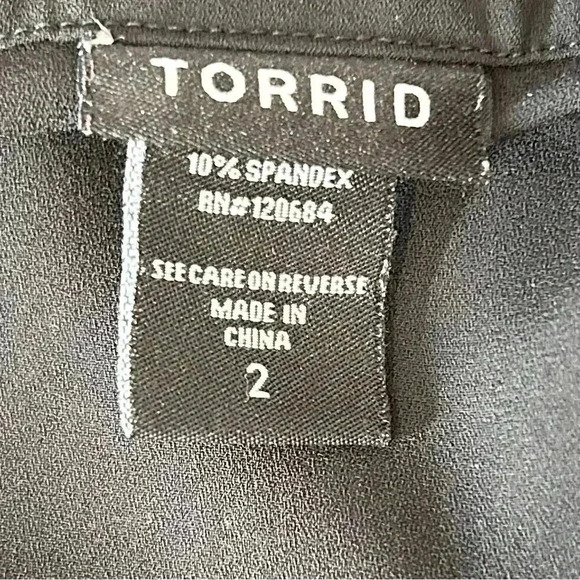 TORRID
10% SPANDEX
RN#120684
SEE CARE ON REVERSE
MADE IN
CHINA
2